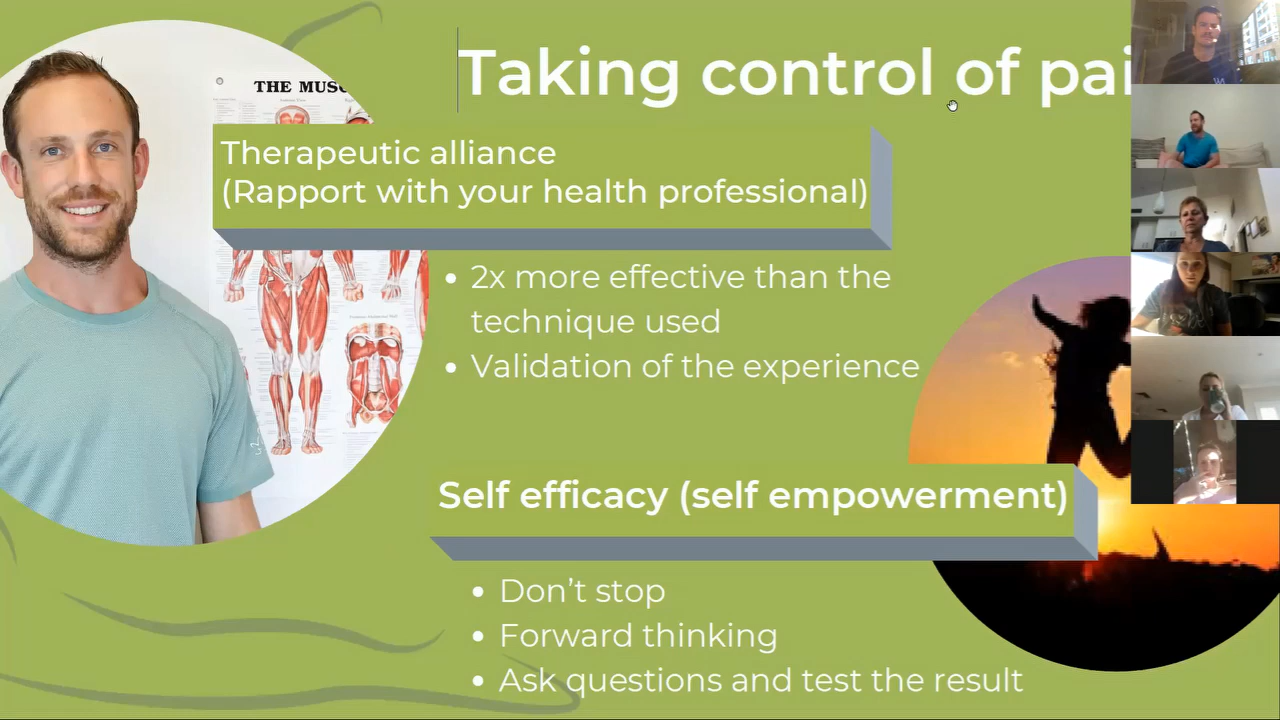 Taking control of pai
THE MUSC
Therapeutic alliance
(Rapport with your health professional)
• 2x more effective than the
technique used
• Validation of the experience
Self efficacy (self empowerment)
• Don’t stop
• Forward thinking
• Ask questions and test the result